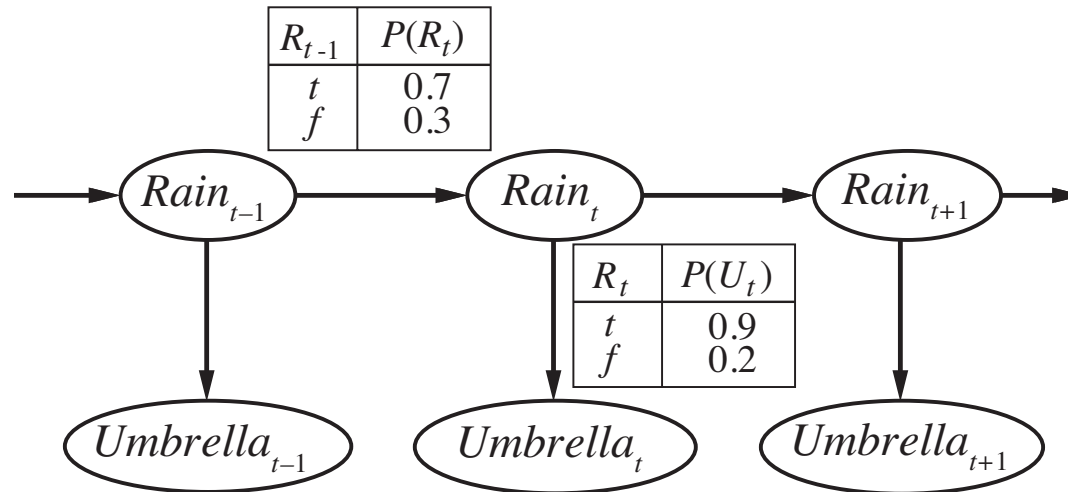 R_{t-1} P(R_t)
t 0.7
f 0.3
Rain_{t–1} Rain_t Rain_{t+1}
R_t P(U_t)
t 0.9
f 0.2
Umbrella_{t–1} Umbrella_t Umbrella_{t+1}